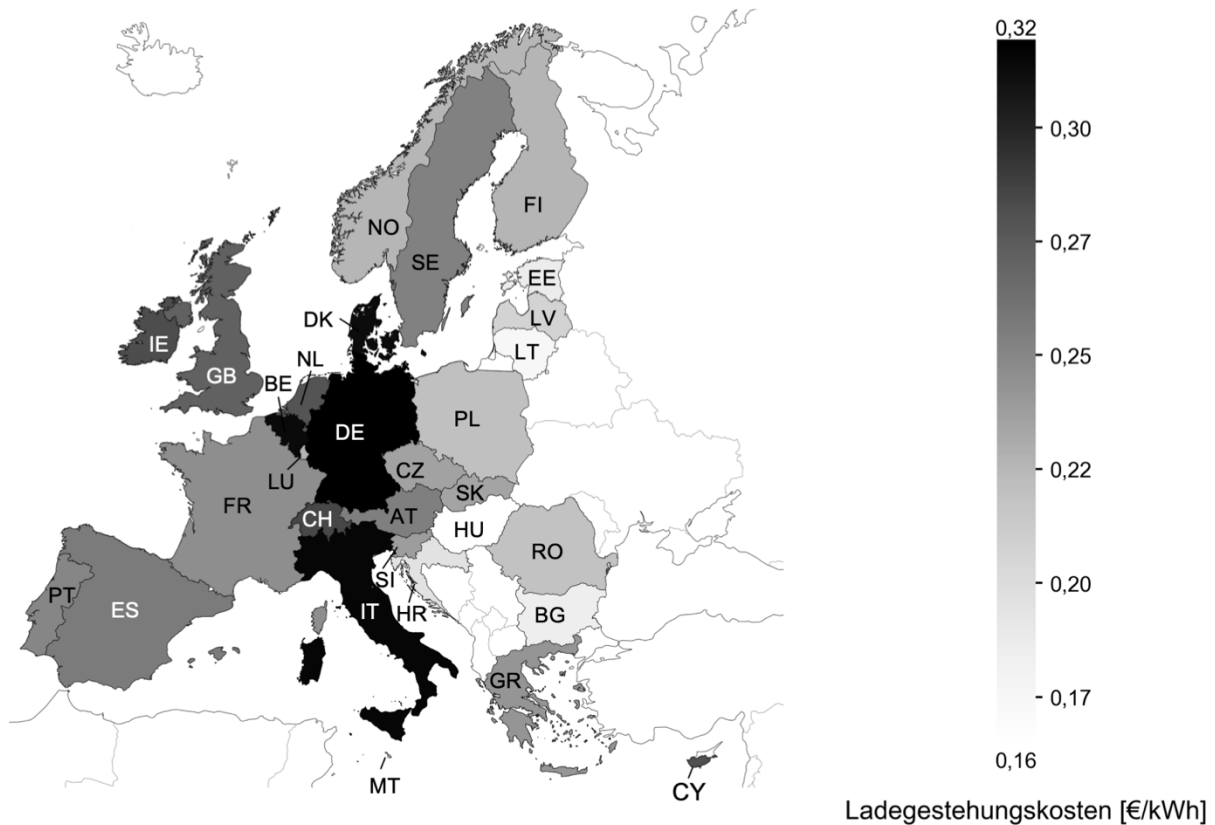 NO
SE
FI
EE
LV
LT
DK
IE
GB
NL
BE
DE
PL
LU
CZ
SK
FR
CH
AT
HU
RO
SI
HR
BG
PT
ES
IT
GR
MT
CY
0,32
0,30
0,27
0,25
0,22
0,20
0,17
0,16
Ladegestehungskosten [€/kWh]